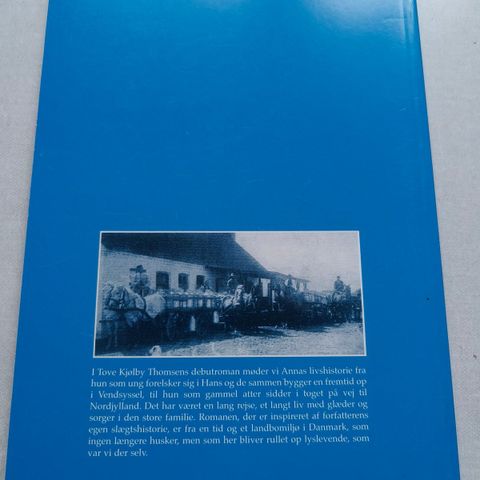 I Tove Kjølby Thomsens debutroman møder vi Annas livshistorie fra
hun som ung forelsker sig i Hans og de sammen bygger en fremtid op
i Vendsyssel, til hun som gammel atter sidder i toget på vej til
Nordjylland. Det har været en lang rejse, et langt liv med glæder og
sorger i den store familie. Romanen, der er inspireret af forfatterens
egen slægtshistorie, er fra en tid og et landbomiljø i Danmark, som
ingen længere husker, men som her bliver rullet op lyslevende, som
var vi der selv.